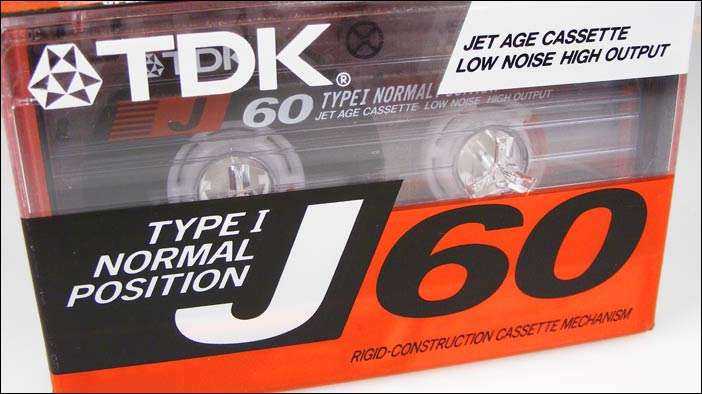 TDK®
JET AGE CASSETTE
LOW NOISE HIGH OUTPUT
TDK
J 60 TYPE I NORMAL
JET AGE CASSETTE LOW NOISE HIGH OUTPUT
TYPE I
NORMAL
POSITION
J60
RIGID-CONSTRUCTION CASSETTE MECHANISM